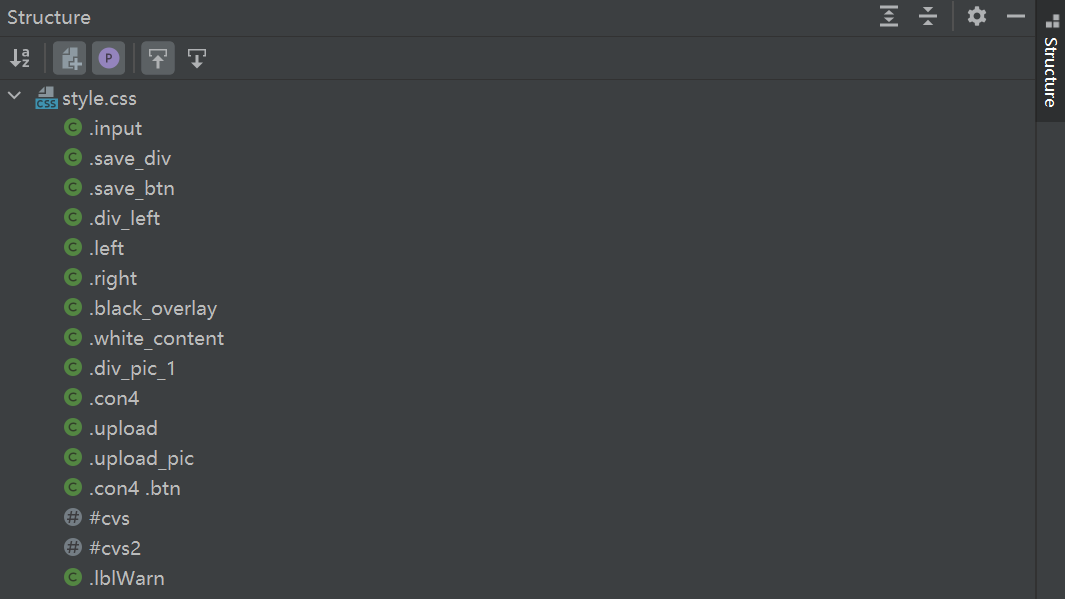 Structure
Structure
style.css
.input
.save_div
.save_btn
.div_left
.left
.right
.black_overlay
.white_content
.div_pic_1
.con4
.upload
.upload_pic
.con4 .btn
#cvs
#cvs2
.lblWarn